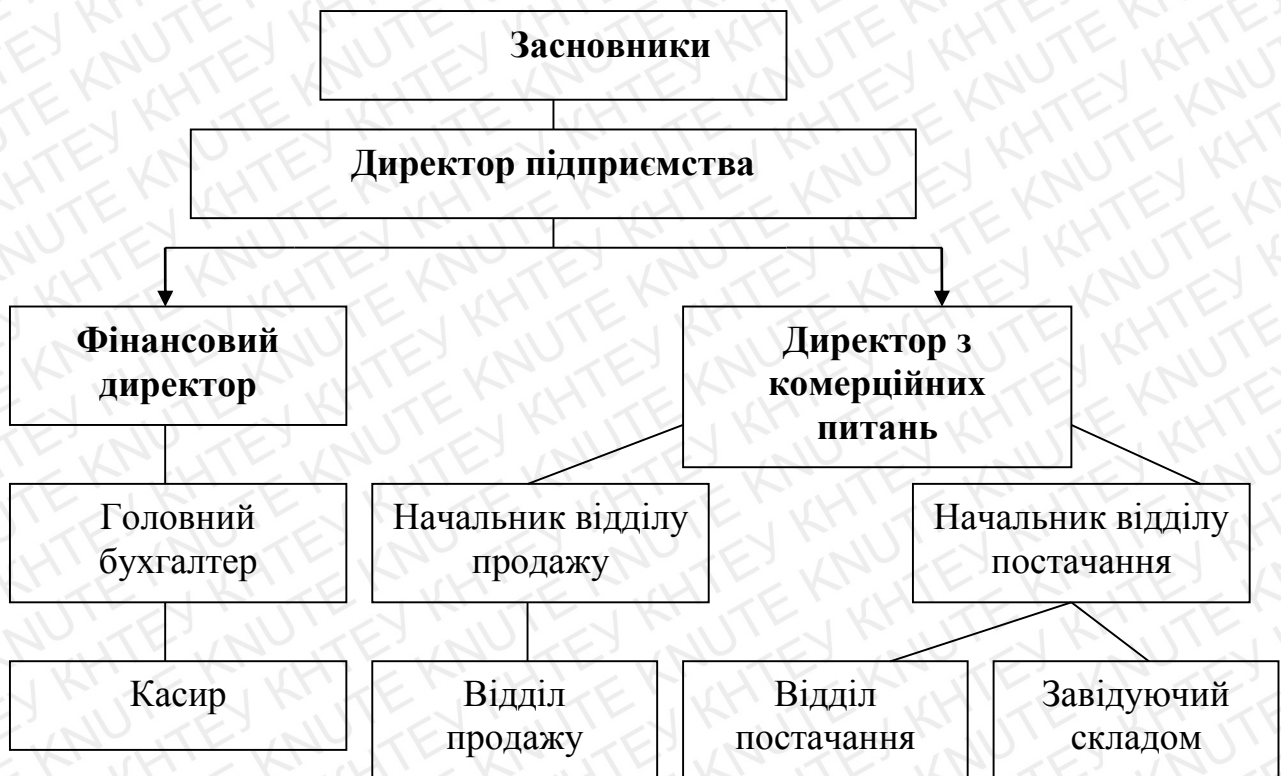 Засновники
Директор підприємства
Фінансовий
директор
Директор з
комерційних
питань
Головний
бухгалтер
Начальник відділу
продажу
Начальник відділу
постачання
Касир
Відділ
продажу
Відділ
постачання
Завідуючий
складом